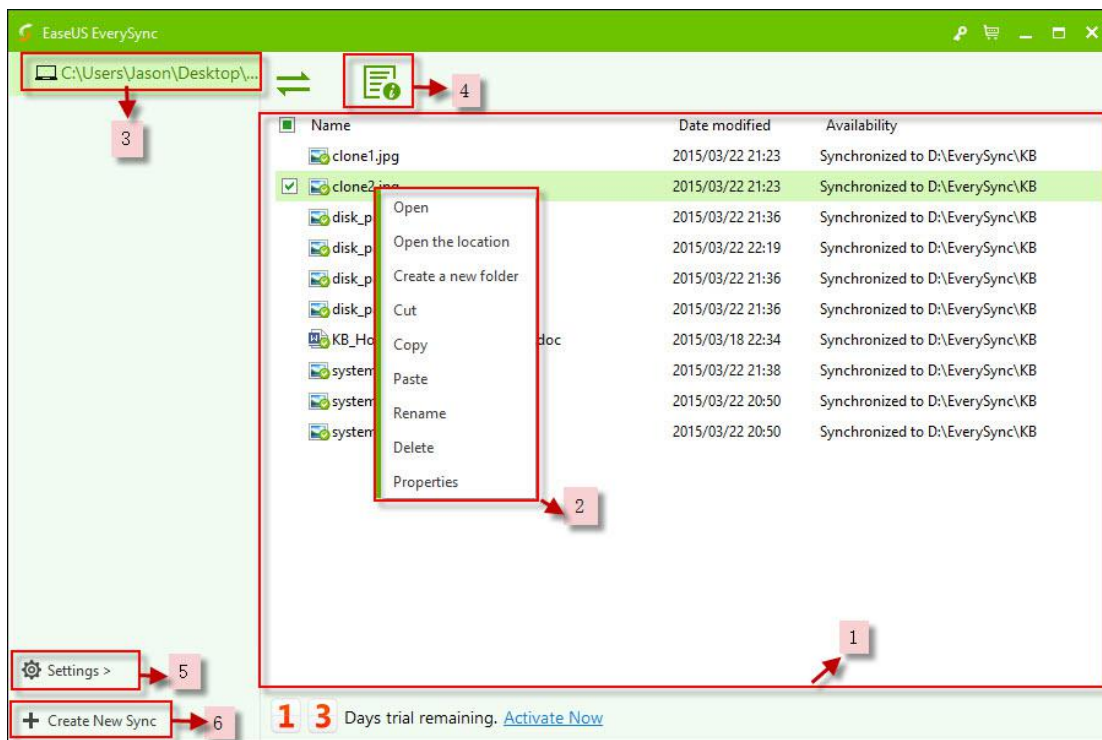 EaseUS EverySync
C:\Users\Jason\Desktop\...
4
3
Name Date modified Availability
clone1.jpg 2015/03/22 21:23 Synchronized to D:\EverySync\KB
clone2.jpg 2015/03/22 21:23 Synchronized to D:\EverySync\KB
disk_p 2015/03/22 21:36 Synchronized to D:\EverySync\KB
disk_p 2015/03/22 22:19 Synchronized to D:\EverySync\KB
disk_p 2015/03/22 21:36 Synchronized to D:\EverySync\KB
disk_p 2015/03/22 21:36 Synchronized to D:\EverySync\KB
KB_Ho doc 2015/03/18 22:34 Synchronized to D:\EverySync\KB
system 2015/03/22 21:38 Synchronized to D:\EverySync\KB
system 2015/03/22 20:50 Synchronized to D:\EverySync\KB
system 2015/03/22 20:50 Synchronized to D:\EverySync\KB
Open
Open the location
Create a new folder
Cut
Copy
Paste
Rename
Delete
Properties
2
1
Settings >
5
Create New Sync
6
1 3 Days trial remaining. Activate Now